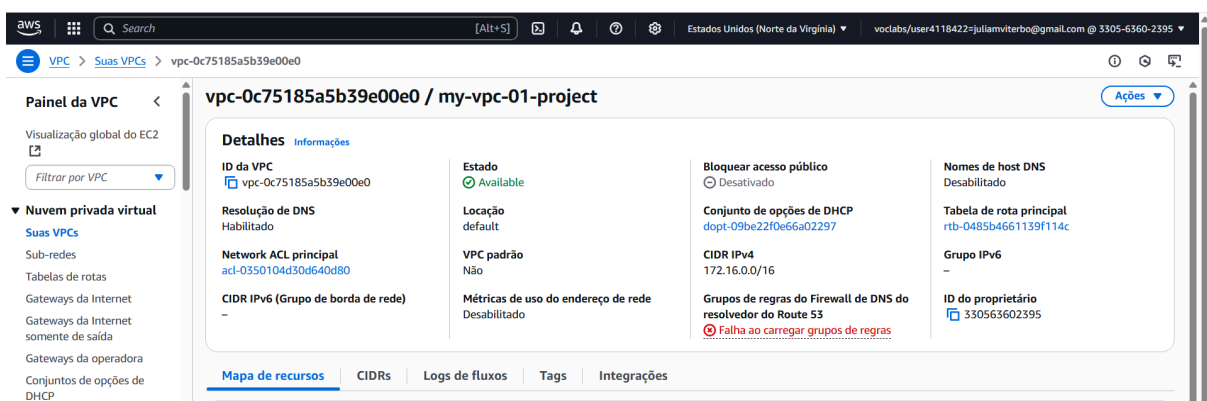 aws
Search
[Alt+S]
Estados Unidos (Norte da Virgínia) ▼
voclabs/user4118422=juliamviterbo@gmail.com @ 3305-6360-2395 ▼
VPC > Suas VPCs > vpc-0c75185a5b39e00e0
Painel da VPC
Visualização global do EC2
Filtrar por VPC
Nuvem privada virtual
Suas VPCs
Sub-redes
Tabelas de rotas
Gateways da Internet
Gateways da Internet
somente de saída
Gateways da operadora
Conjuntos de opções de
DHCP
vpc-0c75185a5b39e00e0 / my-vpc-01-project
Ações ▼
Detalhes Informações
ID da VPC
vpc-0c75185a5b39e00e0
Estado
Available
Bloquear acesso público
Desativado
Nomes de host DNS
Desabilitado
Resolução de DNS
Habilitado
Locação
default
Conjunto de opções de DHCP
dopt-09be22f0e66a02297
Tabela de rota principal
rtb-0485b4661139f114c
Network ACL principal
acl-0350104d30d640d80
VPC padrão
Não
CIDR IPv4
172.16.0.0/16
Grupo IPv6
–
CIDR IPv6 (Grupo de borda de rede)
–
Métricas de uso do endereço de rede
Desabilitado
Grupos de regras do Firewall de DNS do
resolvedor do Route 53
Falha ao carregar grupos de regras
ID do proprietário
330563602395
Mapa de recursos
CIDRs
Logs de fluxos
Tags
Integrações